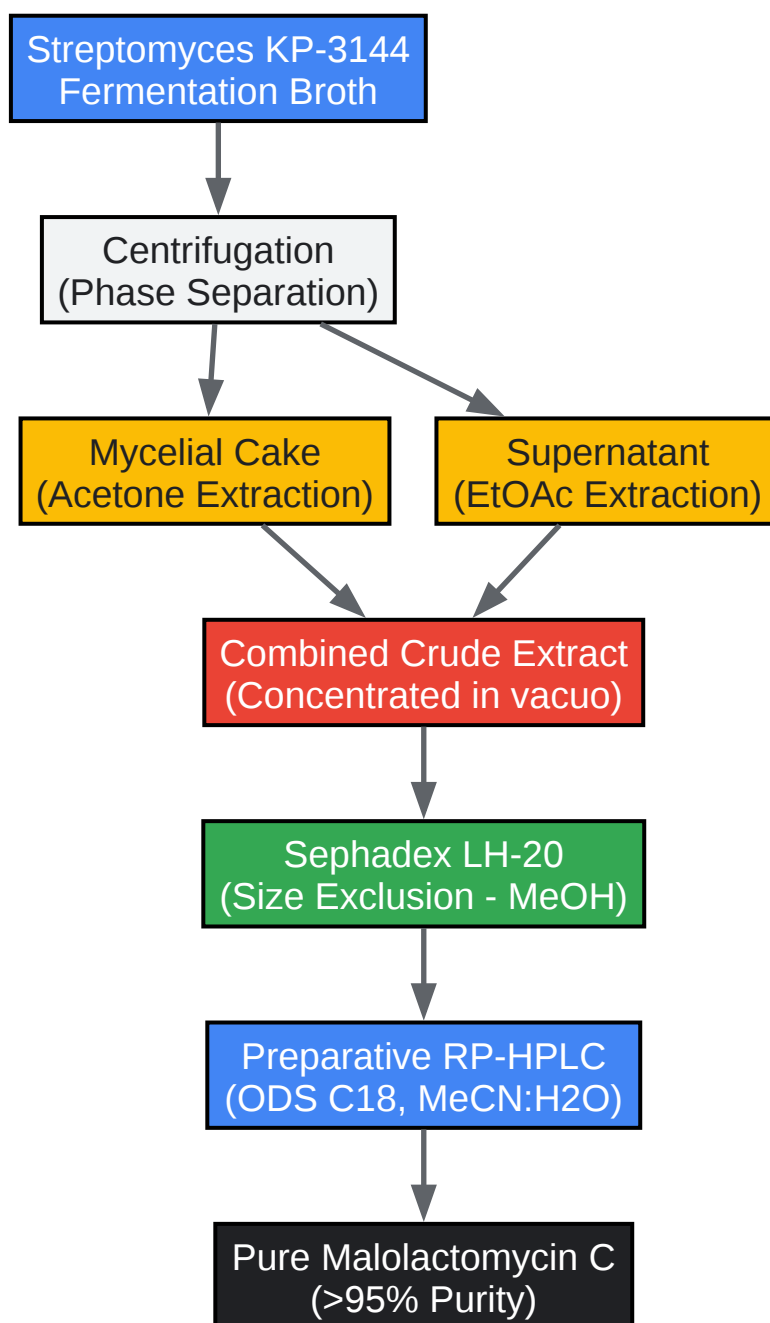 Streptomyces KP-3144
Fermentation Broth
Centrifugation
(Phase Separation)
Mycelial Cake
(Acetone Extraction)
Supernatant
(EtOAc Extraction)
Combined Crude Extract
(Concentrated in vacuo)
Sephadex LH-20
(Size Exclusion - MeOH)
Preparative RP-HPLC
(ODS C18, MeCN:H2O)
Pure Malolactomycin C
(>95% Purity)